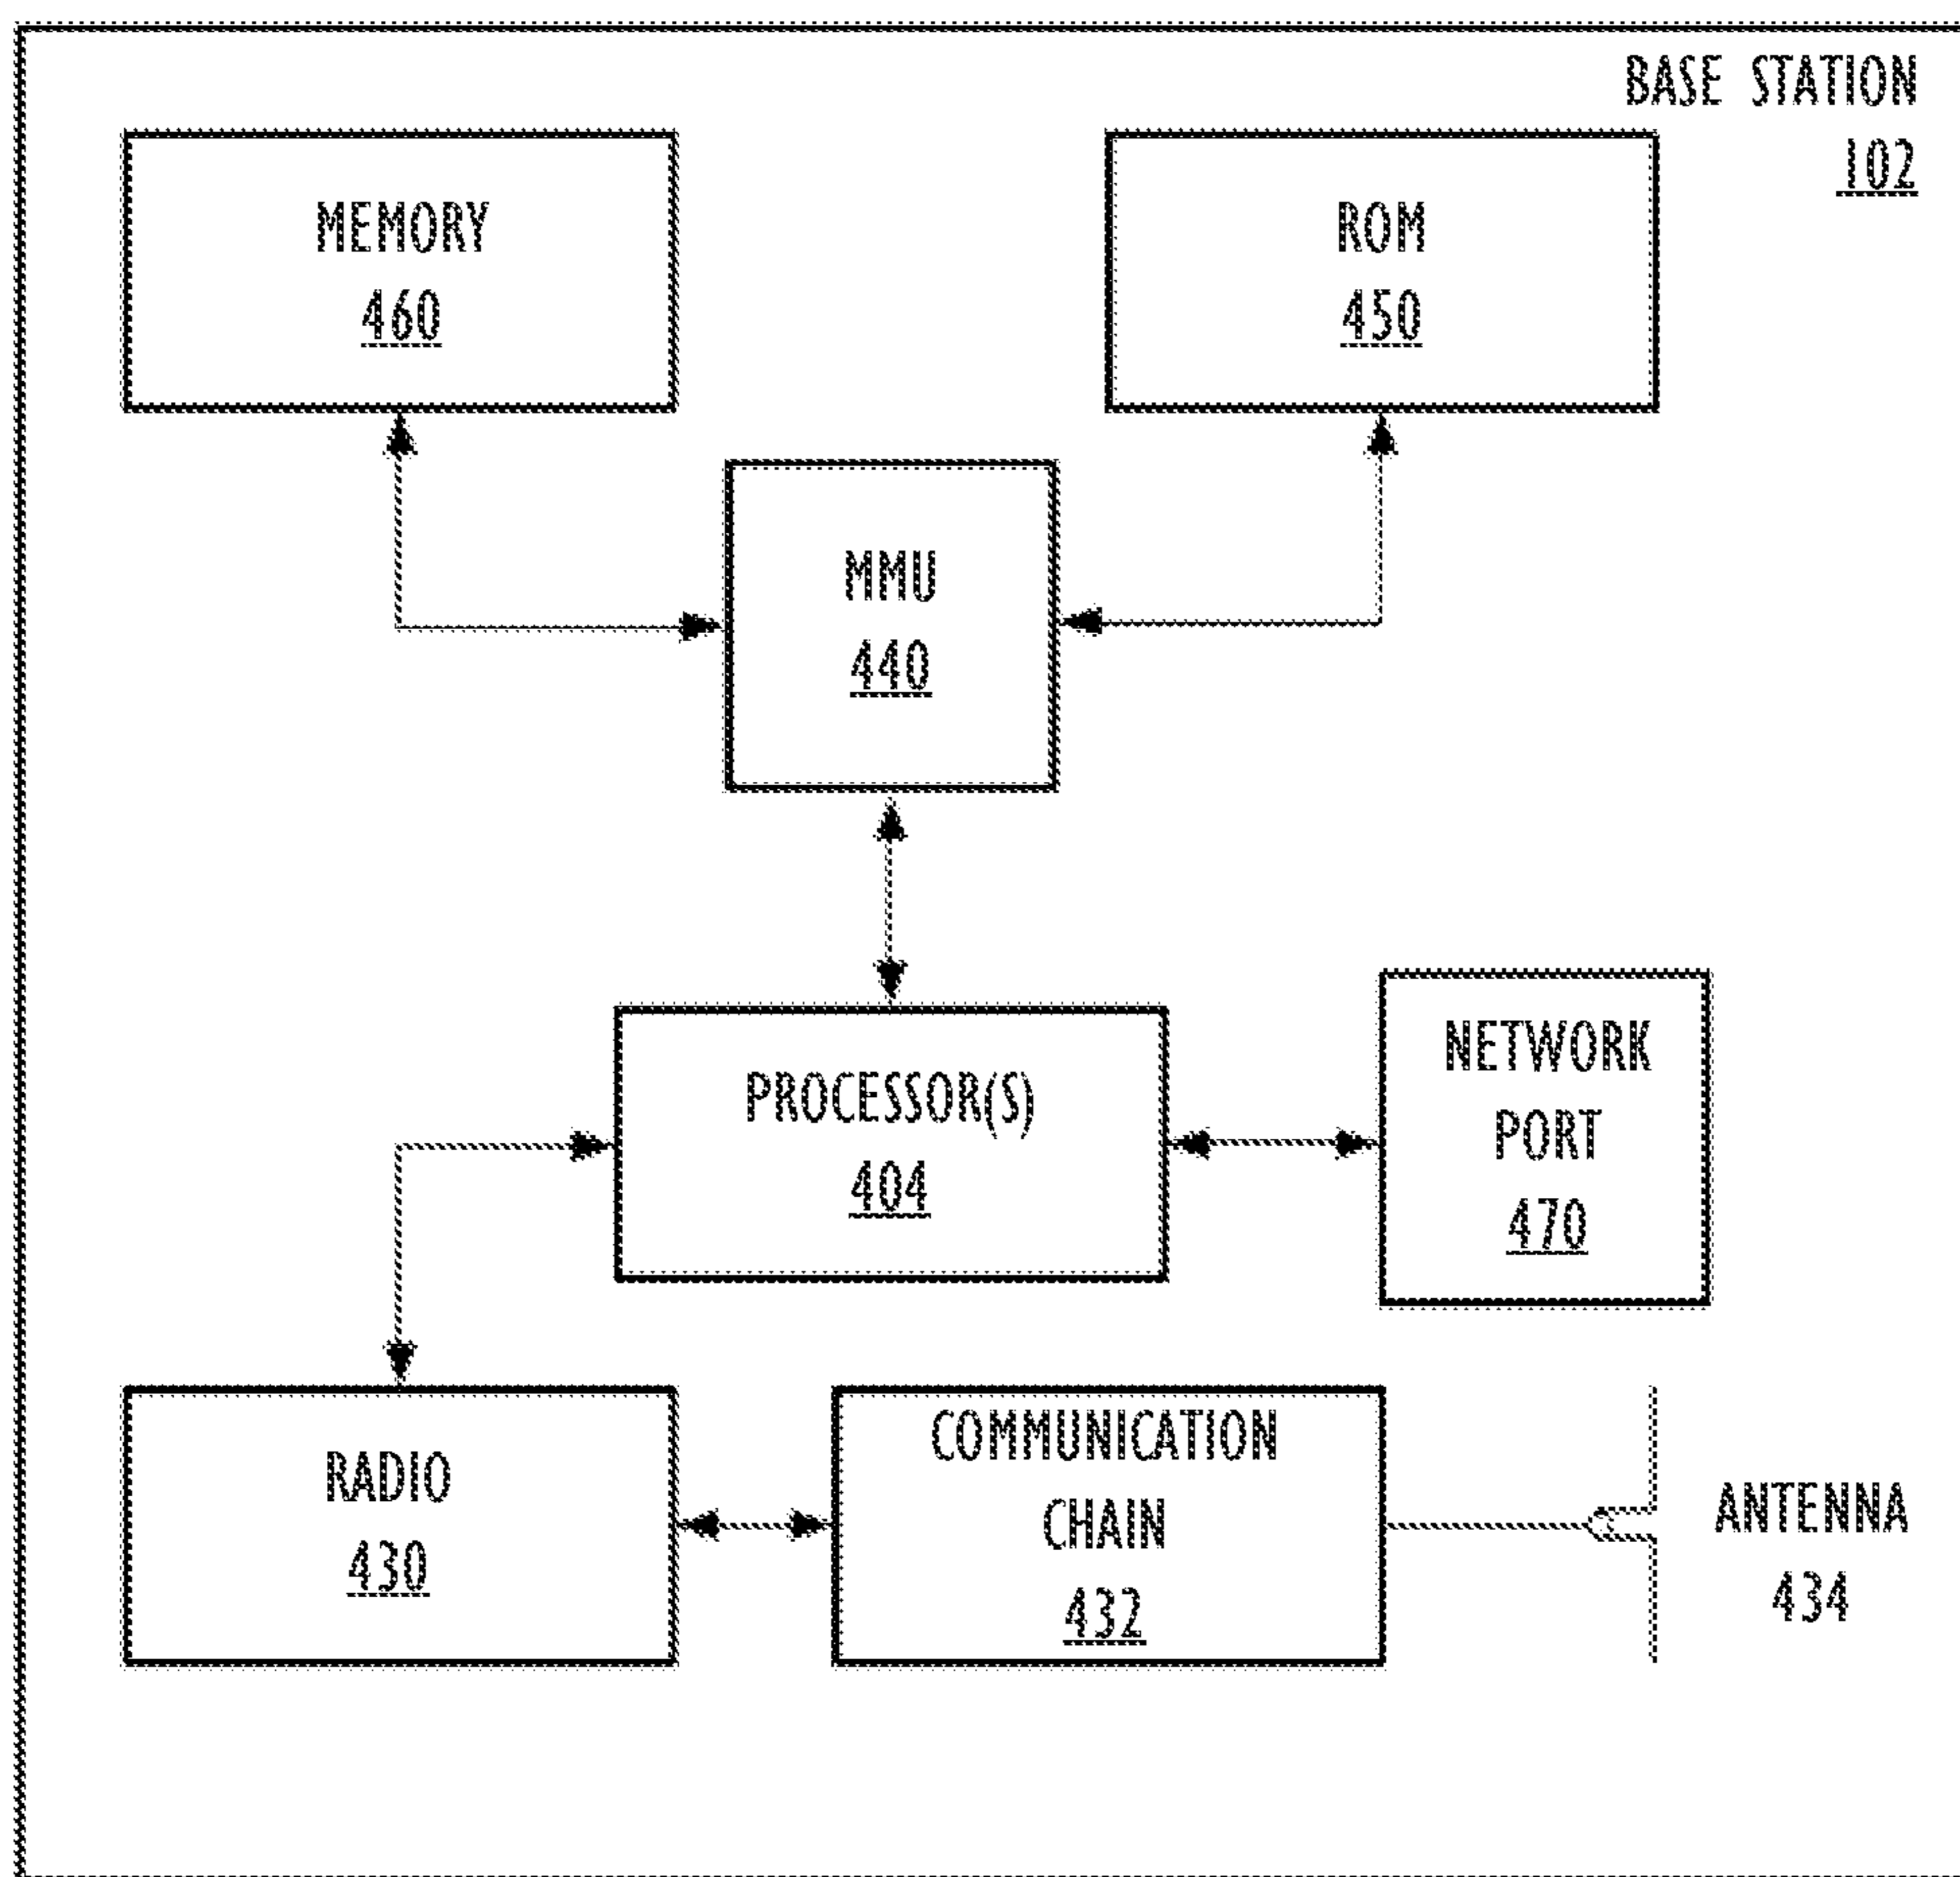 BASE STATION
102
MEMORY
460
ROM
450
MMU
440
PROCESSOR(S)
404
NETWORK
PORT
470
RADIO
430
COMMUNICATION
CHAIN
432
ANTENNA
434